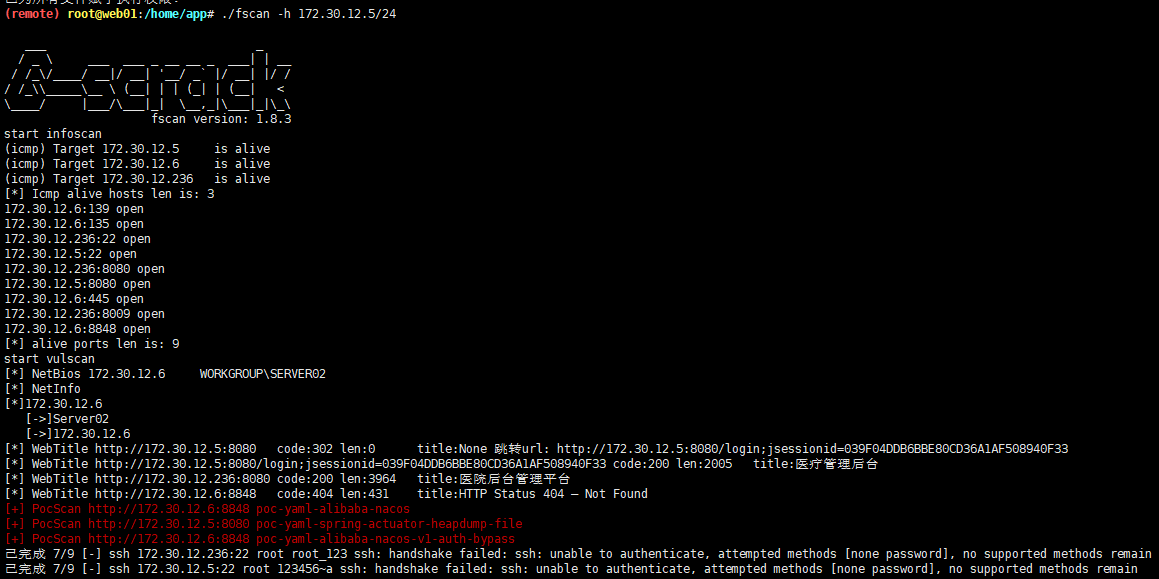 (remote) root@web01:/home/app# ./fscan -h 172.30.12.5/24
fscan version: 1.8.3
start infoscan
(icmp) Target 172.30.12.5     is alive
(icmp) Target 172.30.12.6     is alive
(icmp) Target 172.30.12.236   is alive
[*] Icmp alive hosts len is: 3
172.30.12.6:139 open
172.30.12.6:135 open
172.30.12.236:22 open
172.30.12.5:22 open
172.30.12.236:8080 open
172.30.12.5:8080 open
172.30.12.6:445 open
172.30.12.236:8009 open
172.30.12.6:8848 open
[*] alive ports len is: 9
start vulscan
[*] NetBios 172.30.12.6     WORKGROUP\SERVER02
[*] NetInfo
[*]172.30.12.6
   [->]Server02
   [->]172.30.12.6
[*] WebTitle http://172.30.12.5:8080   code:302 len:0      title:None 跳转url: http://172.30.12.5:8080/login;jsessionid=039F04DDB6BBE80CD36A1AF508940F33
[*] WebTitle http://172.30.12.5:8080/login;jsessionid=039F04DDB6BBE80CD36A1AF508940F33 code:200 len:2005   title:医疗管理后台
[*] WebTitle http://172.30.12.236:8080 code:200 len:3964   title:医院后台管理平台
[*] WebTitle http://172.30.12.6:8848   code:404 len:431    title:HTTP Status 404 – Not Found
[+] PocScan http://172.30.12.6:8848 poc-yaml-alibaba-nacos
[+] PocScan http://172.30.12.5:8080 poc-yaml-spring-actuator-heapdump-file
[+] PocScan http://172.30.12.6:8848 poc-yaml-alibaba-nacos-v1-auth-bypass
已完成 7/9 [-] ssh 172.30.12.236:22 root root_123 ssh: handshake failed: ssh: unable to authenticate, attempted methods [none password], no supported methods remain
已完成 7/9 [-] ssh 172.30.12.5:22 root 123456~a ssh: handshake failed: ssh: unable to authenticate, attempted methods [none password], no supported methods remain